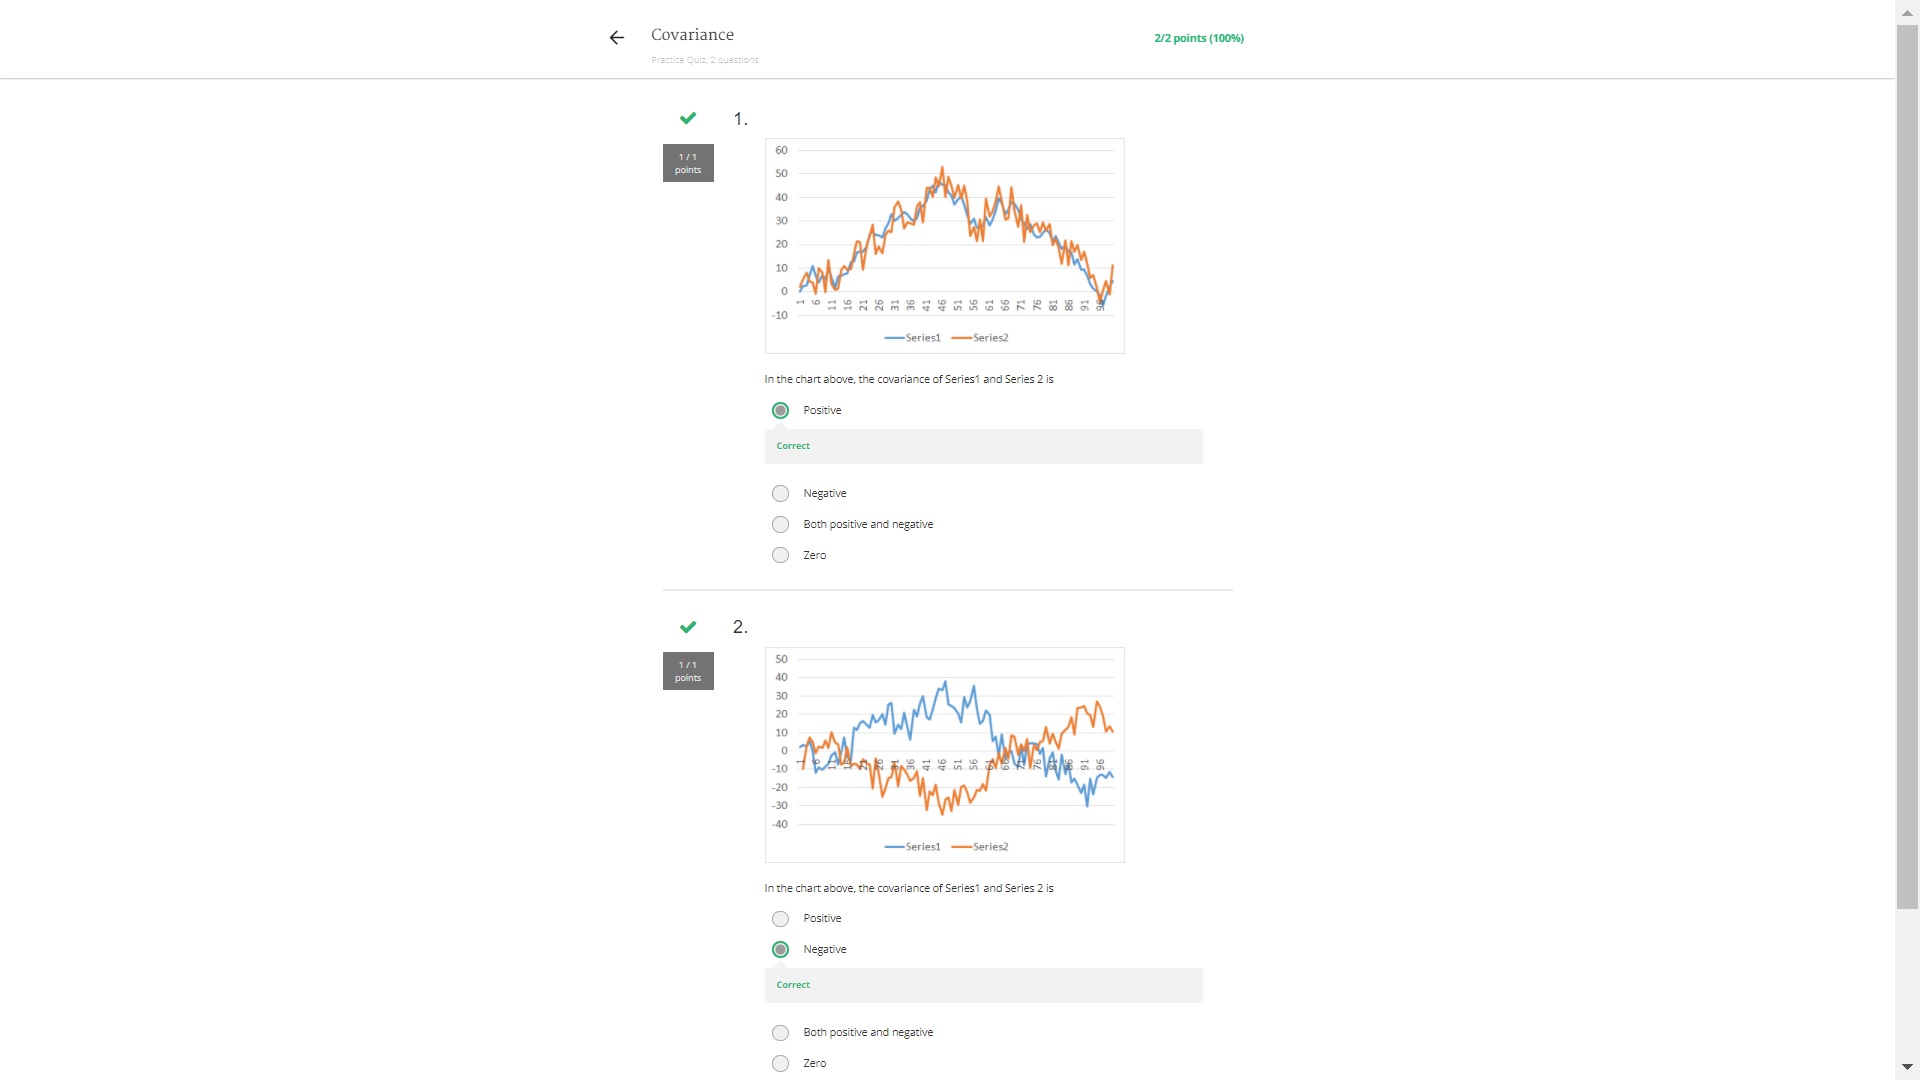 Covariance
2/2 points (100%)
Practice Quiz, 2 questions
1.
1 / 1
points
60
50
40
30
20
10
0
-10
1 6 11 16 21 26 31 36 41 46 51 56 61 66 71 76 81 86 91 96
Series1 Series2
In the chart above, the covariance of Series1 and Series 2 is
Positive
Correct
Negative
Both positive and negative
Zero
2.
1 / 1
points
50
40
30
20
10
0
-10
-20
-30
-40
1 6 11 16 21 26 31 36 41 46 51 56 61 66 71 76 81 86 91 96
Series1 Series2
In the chart above, the covariance of Series1 and Series 2 is
Positive
Negative
Correct
Both positive and negative
Zero